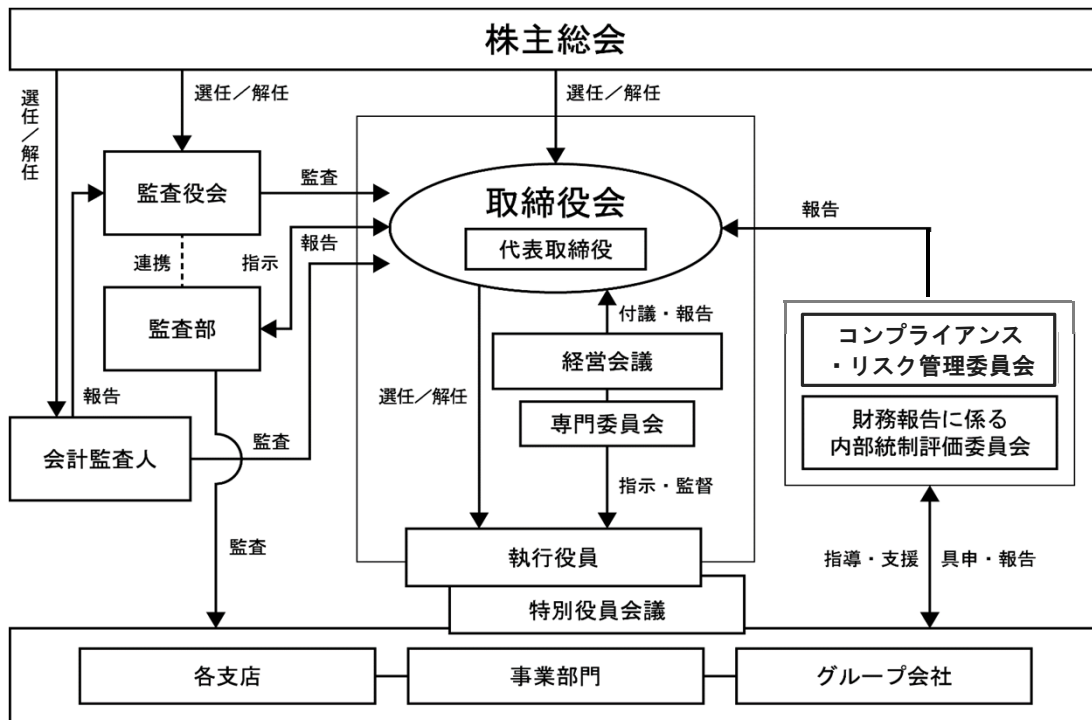 株主総会
選任／解任
選任／解任
選任／解任
監査役会
監査
取締役会
代表取締役
報告
連携
指示
報告
監査部
付議・報告
経営会議
コンプライアンス
・リスク管理委員会
報告
選任／解任
専門委員会
財務報告に係る
内部統制評価委員会
会計監査人
監査
指示・監督
監査
執行役員
指導・支援
具申・報告
特別役員会議
各支店
事業部門
グループ会社